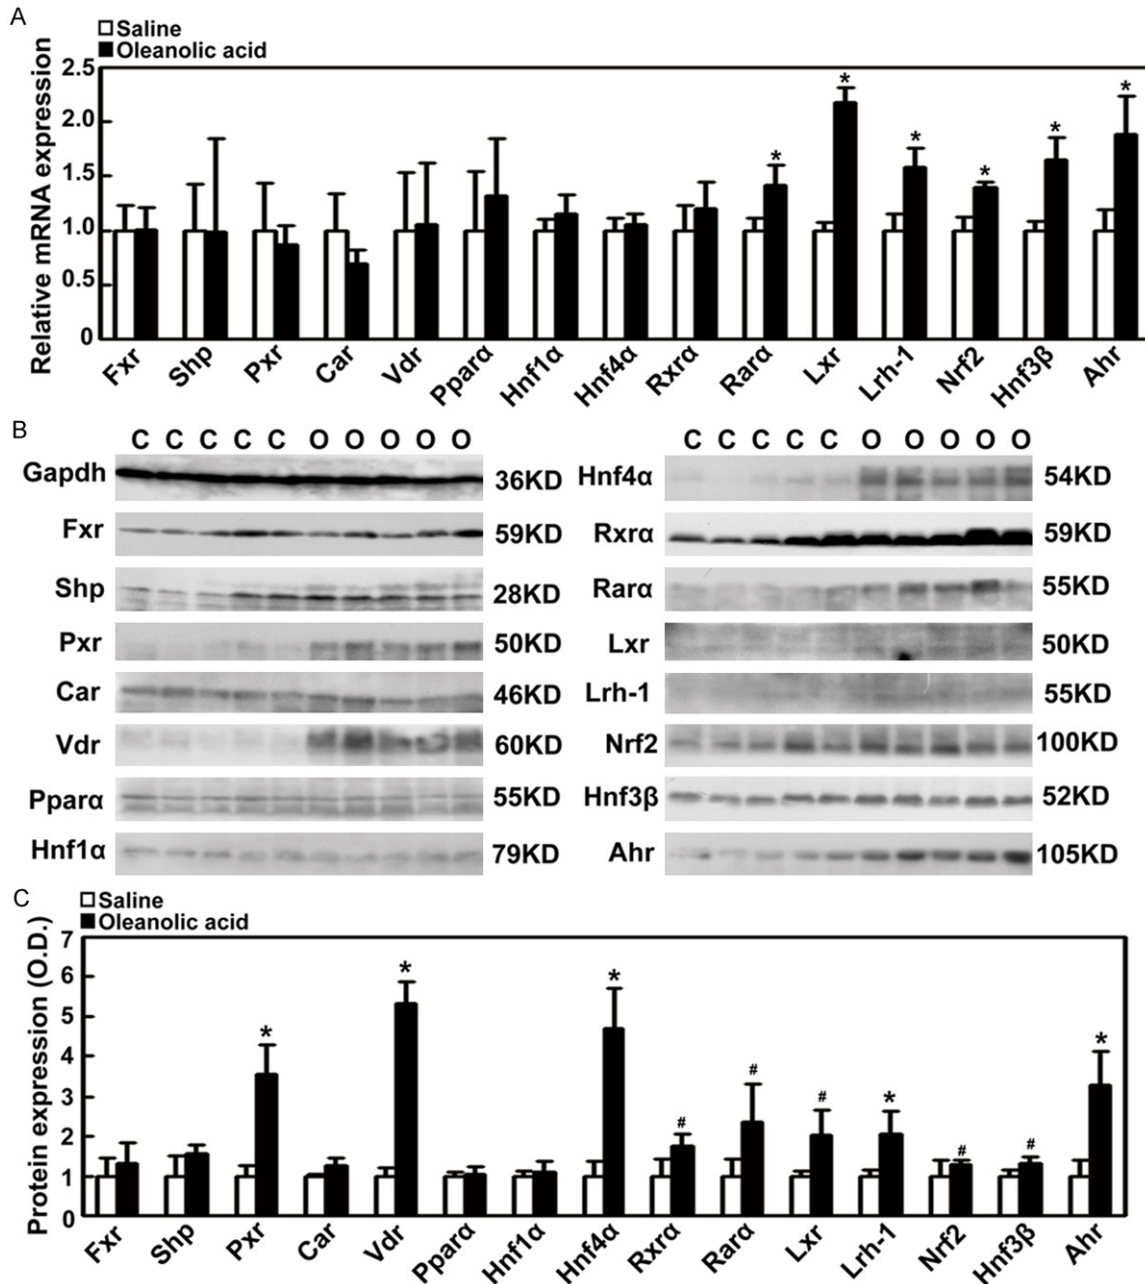 A
Saline
Oleanolic acid
Relative mRNA expression
2.5
2.0
1.5
1.0
0.5
0
* * * * * *
Fxr Shp Pxr Car Vdr Pparα Hnf1α Hnf4α Rxrα Rarα Lxr Lrh-1 Nrf2 Hnf3β Ahr
B
C C C C C O O O O O
Gapdh 36KD
Fxr 59KD
Shp 28KD
Pxr 50KD
Car 46KD
Vdr 60KD
Pparα 55KD
Hnf1α 79KD
C C C C C O O O O O
Hnf4α 54KD
Rxrα 59KD
Rarα 55KD
Lxr 50KD
Lrh-1 55KD
Nrf2 100KD
Hnf3β 52KD
Ahr 105KD
C
Saline
Oleanolic acid
Protein expression (O.D.)
7
6
5
4
3
2
1
0
* * * # # # * # # *
Fxr Shp Pxr Car Vdr Pparα Hnf1α Hnf4α Rxrα Rarα Lxr Lrh-1 Nrf2 Hnf3β Ahr